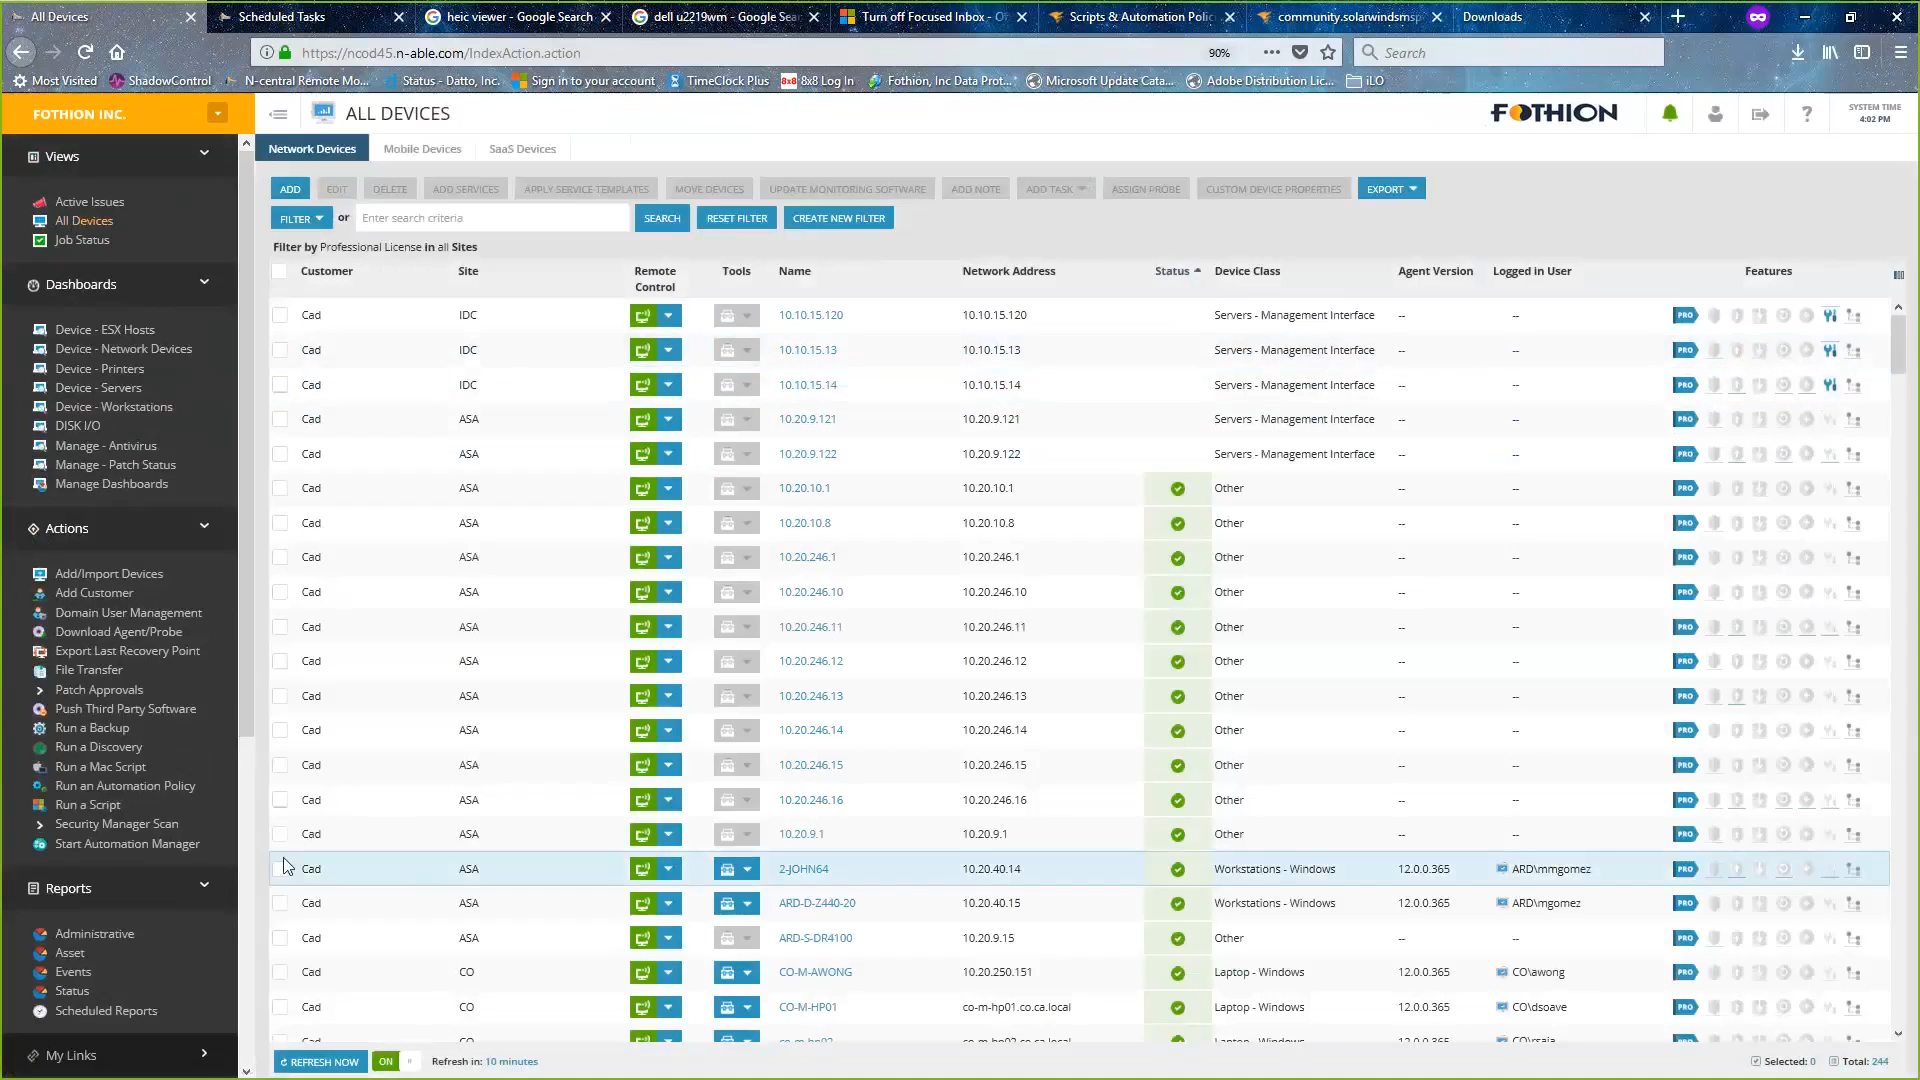 All Devices
Scheduled Tasks
heic viewer - Google Search
dell u2219wm - Google Sea
Turn off Focused Inbox - Of
Scripts & Automation Polic
community.solarwindsmsp
Downloads
https://ncod45.n-able.com/IndexAction.action
90%
Search
Most Visited
ShadowControl
N-central Remote Mo...
Status - Datto, Inc.
Sign in to your account
TimeClock Plus
8x8 8x8 Log In
Fothion, Inc Data Prot...
Microsoft Update Cata...
Adobe Distribution Lic...
iLO
FOTHION INC.
ALL DEVICES
FOTHION
SYSTEM TIME
4:02 PM
Views
Active Issues
All Devices
Job Status
Dashboards
Device - ESX Hosts
Device - Network Devices
Device - Printers
Device - Servers
Device - Workstations
DISK I/O
Manage - Antivirus
Manage - Patch Status
Manage Dashboards
Actions
Add/Import Devices
Add Customer
Domain User Management
Download Agent/Probe
Export Last Recovery Point
File Transfer
Patch Approvals
Push Third Party Software
Run a Backup
Run a Discovery
Run a Mac Script
Run an Automation Policy
Run a Script
Security Manager Scan
Start Automation Manager
Reports
Administrative
Asset
Events
Status
Scheduled Reports
My Links
Network Devices
Mobile Devices
SaaS Devices
ADD
EDIT
DELETE
ADD SERVICES
APPLY SERVICE TEMPLATES
MOVE DEVICES
UPDATE MONITORING SOFTWARE
ADD NOTE
ADD TASK
ASSIGN PROBE
CUSTOM DEVICE PROPERTIES
EXPORT
FILTER
or
Enter search criteria
SEARCH
RESET FILTER
CREATE NEW FILTER
Filter by Professional License in all Sites
Customer Site Remote Control Tools Name Network Address Status Device Class Agent Version Logged in User Features
Cad IDC 10.10.15.120 10.10.15.120 Servers - Management Interface -- -- PRO
Cad IDC 10.10.15.13 10.10.15.13 Servers - Management Interface -- -- PRO
Cad IDC 10.10.15.14 10.10.15.14 Servers - Management Interface -- -- PRO
Cad ASA 10.20.9.121 10.20.9.121 Servers - Management Interface -- -- PRO
Cad ASA 10.20.9.122 10.20.9.122 Servers - Management Interface -- -- PRO
Cad ASA 10.20.10.1 10.20.10.1 Other -- -- PRO
Cad ASA 10.20.10.8 10.20.10.8 Other -- -- PRO
Cad ASA 10.20.246.1 10.20.246.1 Other -- -- PRO
Cad ASA 10.20.246.10 10.20.246.10 Other -- -- PRO
Cad ASA 10.20.246.11 10.20.246.11 Other -- -- PRO
Cad ASA 10.20.246.12 10.20.246.12 Other -- -- PRO
Cad ASA 10.20.246.13 10.20.246.13 Other -- -- PRO
Cad ASA 10.20.246.14 10.20.246.14 Other -- -- PRO
Cad ASA 10.20.246.15 10.20.246.15 Other -- -- PRO
Cad ASA 10.20.246.16 10.20.246.16 Other -- -- PRO
Cad ASA 10.20.9.1 10.20.9.1 Other -- -- PRO
Cad ASA 2-JOHN64 10.20.40.14 Workstations - Windows 12.0.0.365 ARD\mmgomez PRO
Cad ASA ARD-D-Z440-20 10.20.40.15 Workstations - Windows 12.0.0.365 ARD\mgomez PRO
Cad ASA ARD-S-DR4100 10.20.9.15 Other -- -- PRO
Cad CO CO-M-AWONG 10.20.250.151 Laptop - Windows 12.0.0.365 CO\awong PRO
Cad CO CO-M-HP01 co-m-hp01.co.ca.local Laptop - Windows 12.0.0.365 CO\dsoave PRO
REFRESH NOW
ON
Refresh in: 10 minutes
Selected: 0
Total: 244